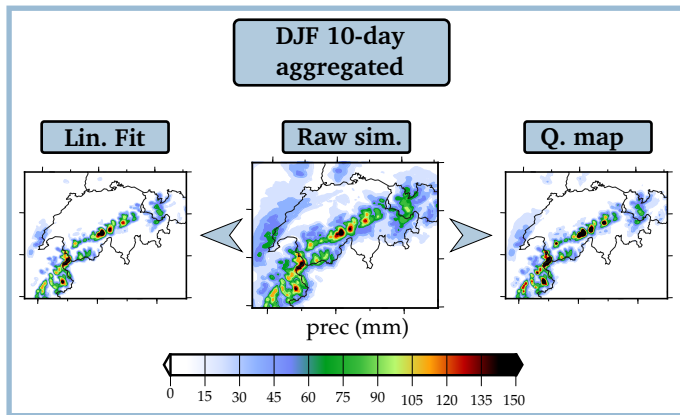 DJF 10-day
aggregated
Lin. Fit
Raw sim.
Q. map
prec (mm)
0 15 30 45 60 75 90 105 120 135 150